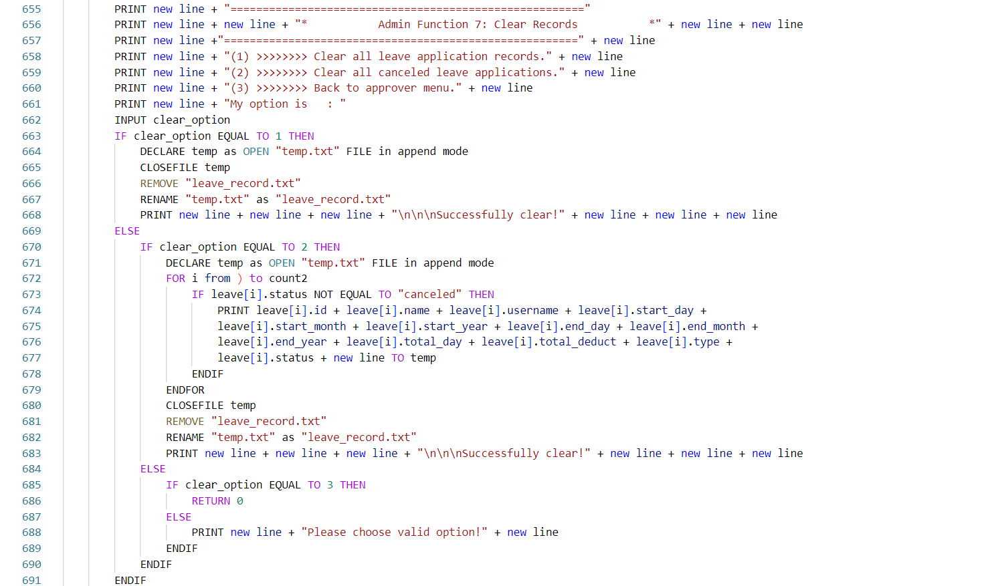 655 PRINT new line + "======================================================="
656 PRINT new line + new line + "*           Admin Function 7: Clear Records           *" + new line + new line
657 PRINT new line +"=======================================================" + new line
658 PRINT new line + "(1) >>>>>>>> Clear all leave application records." + new line
659 PRINT new line + "(2) >>>>>>>> Clear all canceled leave applications." + new line
660 PRINT new line + "(3) >>>>>>>> Back to approver menu." + new line
661 PRINT new line + "My option is   : "
662 INPUT clear_option
663 IF clear_option EQUAL TO 1 THEN
664     DECLARE temp as OPEN "temp.txt" FILE in append mode
665     CLOSEFILE temp
666     REMOVE "leave_record.txt"
667     RENAME "temp.txt" as "leave_record.txt"
668     PRINT new line + new line + new line + "\n\n\nSuccessfully clear!" + new line + new line + new line
669 ELSE
670     IF clear_option EQUAL TO 2 THEN
671         DECLARE temp as OPEN "temp.txt" FILE in append mode
672         FOR i from ) to count2
673             IF leave[i].status NOT EQUAL TO "canceled" THEN
674                 PRINT leave[i].id + leave[i].name + leave[i].username + leave[i].start_day +
675                 leave[i].start_month + leave[i].start_year + leave[i].end_day + leave[i].end_month +
676                 leave[i].end_year + leave[i].total_day + leave[i].total_deduct + leave[i].type +
677                 leave[i].status + new line TO temp
678             ENDIF
679         ENDFOR
680         CLOSEFILE temp
681         REMOVE "leave_record.txt"
682         RENAME "temp.txt" as "leave_record.txt"
683         PRINT new line + new line + new line + "\n\n\nSuccessfully clear!" + new line + new line + new line
684     ELSE
685         IF clear_option EQUAL TO 3 THEN
686             RETURN 0
687         ELSE
688             PRINT new line + "Please choose valid option!" + new line
689         ENDIF
690     ENDIF
691 ENDIF